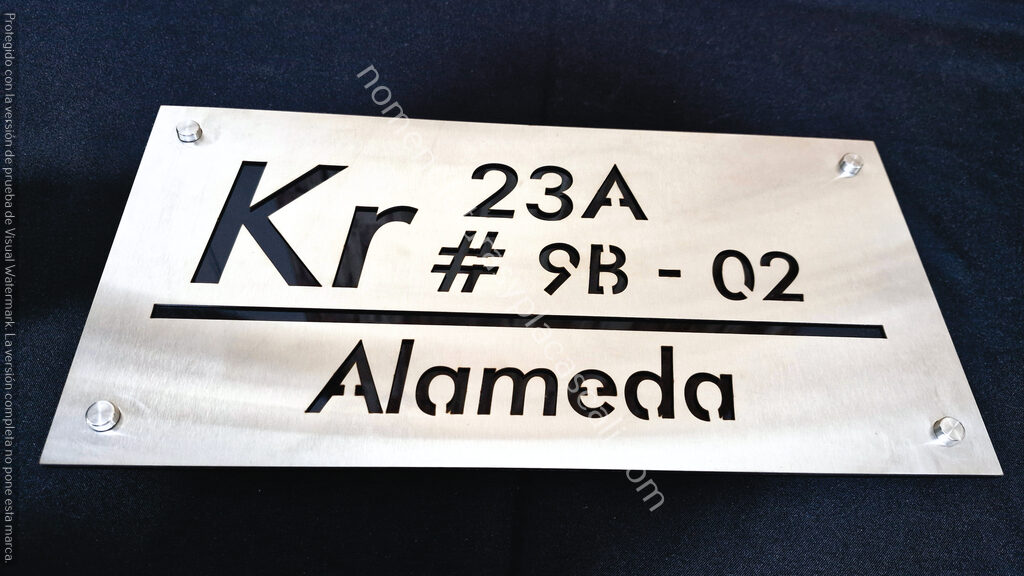 Kr 23A
# 9B - 02
Alameda
Protegido con la versión de prueba de Visual Watermark. La versión completa no pone esta marca.